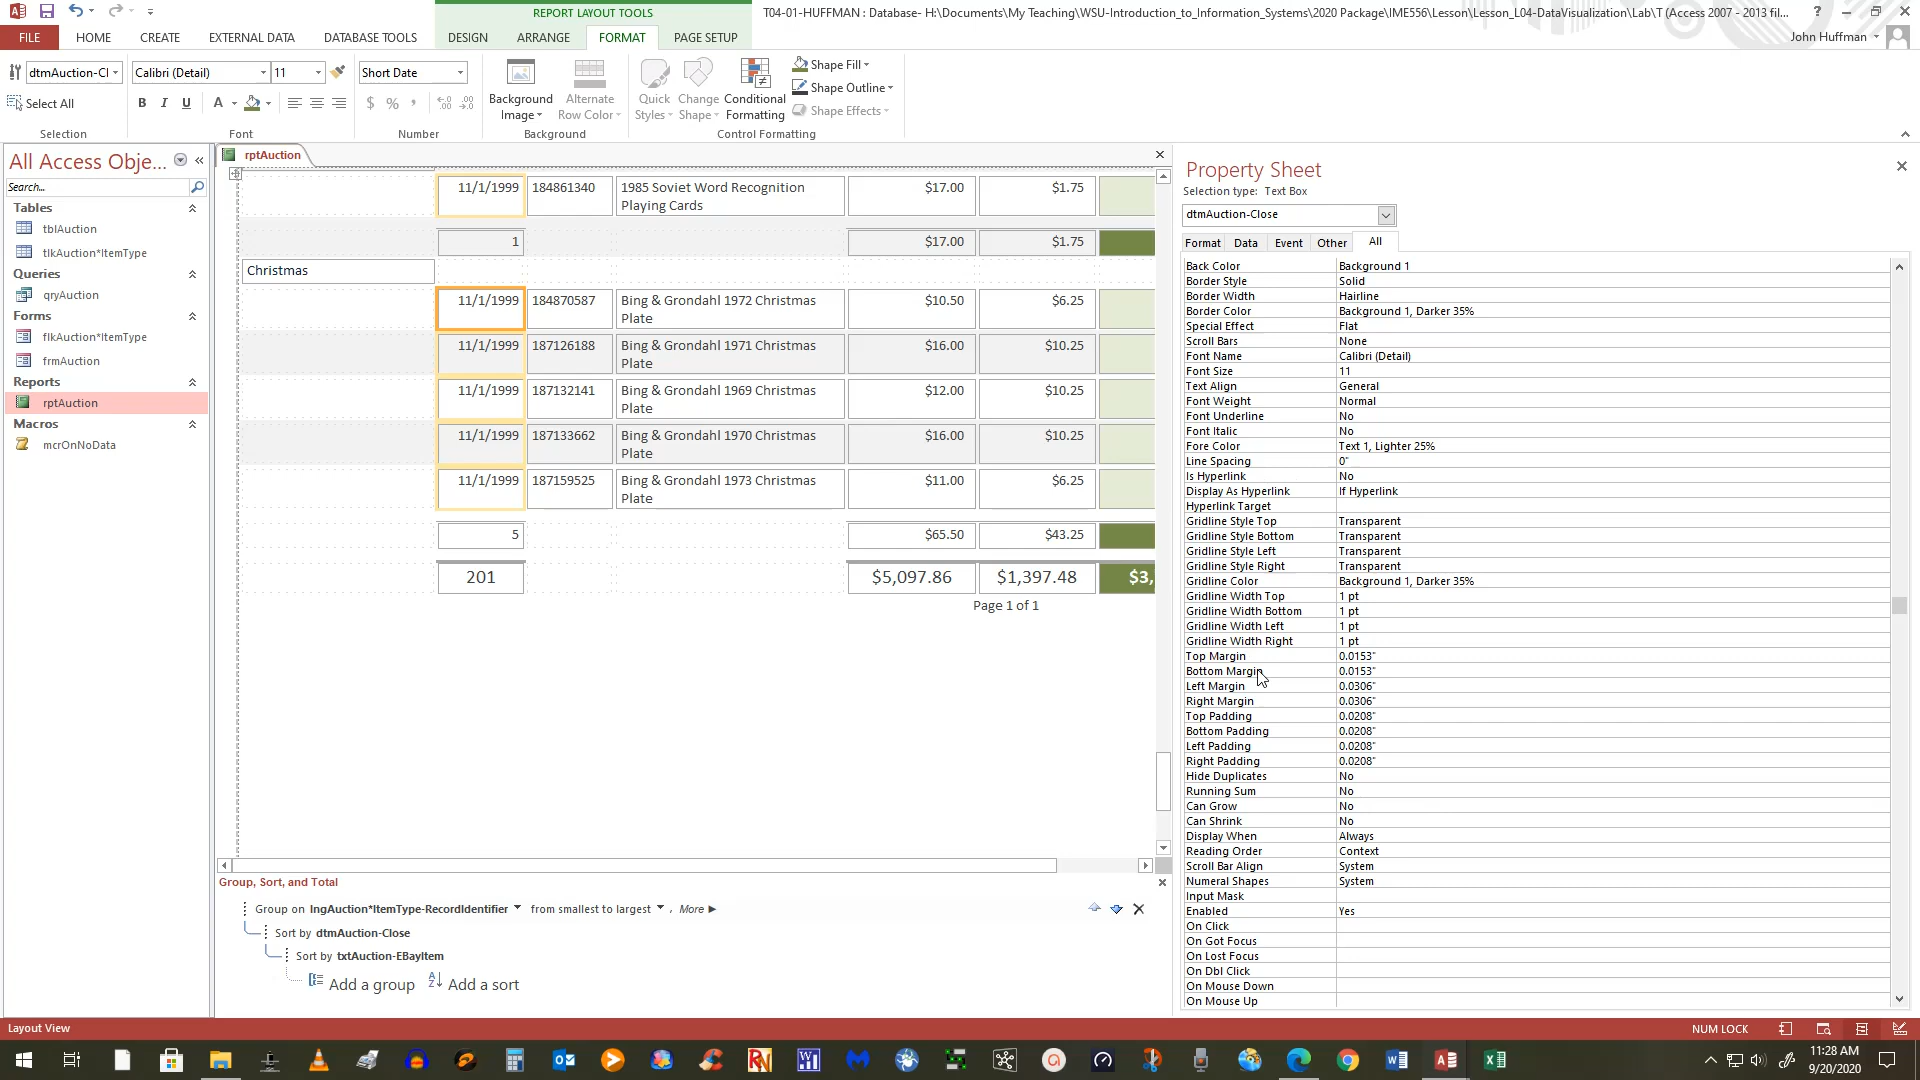 REPORT LAYOUT TOOLS
T04-01-HUFFMAN : Database- H:\Documents\My Teaching\WSU-Introduction_to_Information_Systems\2020 Package\IME556\Lesson\Lesson_L04-DataVisualization\Lab\T (Access 2007 - 2013 fil...
FILE HOME CREATE EXTERNAL DATA DATABASE TOOLS DESIGN ARRANGE FORMAT PAGE SETUP
John Huffman
dtmAuction-Cl Calibri (Detail) 11 Short Date
Select All
B I U A $ % ,
Background Image
Alternate Row Color
Quick Styles
Change Shape
Conditional Formatting
Shape Fill
Shape Outline
Shape Effects
Selection Font Number Background Control Formatting
All Access Obje...
Search...
Tables
tblAuction
tlkAuction*ItemType
Queries
qryAuction
Forms
flkAuction*ItemType
frmAuction
Reports
rptAuction
Macros
mcrOnNoData
rptAuction
11/1/1999 184861340 1985 Soviet Word Recognition Playing Cards $17.00 $1.75
1 $17.00 $1.75
Christmas
11/1/1999 184870587 Bing & Grondahl 1972 Christmas Plate $10.50 $6.25
11/1/1999 187126188 Bing & Grondahl 1971 Christmas Plate $16.00 $10.25
11/1/1999 187132141 Bing & Grondahl 1969 Christmas Plate $12.00 $10.25
11/1/1999 187133662 Bing & Grondahl 1970 Christmas Plate $16.00 $10.25
11/1/1999 187159525 Bing & Grondahl 1973 Christmas Plate $11.00 $6.25
5 $65.50 $43.25
201 $5,097.86 $1,397.48 $3,
Page 1 of 1
Group, Sort, and Total
Group on lngAuction*ItemType-RecordIdentifier from smallest to largest , More
Sort by dtmAuction-Close
Sort by txtAuction-EBayItem
Add a group Add a sort
Property Sheet
Selection type: Text Box
dtmAuction-Close
Format Data Event Other All
Back Color Background 1
Border Style Solid
Border Width Hairline
Border Color Background 1, Darker 35%
Special Effect Flat
Scroll Bars None
Font Name Calibri (Detail)
Font Size 11
Text Align General
Font Weight Normal
Font Underline No
Font Italic No
Fore Color Text 1, Lighter 25%
Line Spacing 0"
Is Hyperlink No
Display As Hyperlink If Hyperlink
Hyperlink Target
Gridline Style Top Transparent
Gridline Style Bottom Transparent
Gridline Style Left Transparent
Gridline Style Right Transparent
Gridline Color Background 1, Darker 35%
Gridline Width Top 1 pt
Gridline Width Bottom 1 pt
Gridline Width Left 1 pt
Gridline Width Right 1 pt
Top Margin 0.0153"
Bottom Margin 0.0153"
Left Margin 0.0306"
Right Margin 0.0306"
Top Padding 0.0208"
Bottom Padding 0.0208"
Left Padding 0.0208"
Right Padding 0.0208"
Hide Duplicates No
Running Sum No
Can Grow No
Can Shrink No
Display When Always
Reading Order Context
Scroll Bar Align System
Numeral Shapes System
Input Mask
Enabled Yes
On Click
On Got Focus
On Lost Focus
On Dbl Click
On Mouse Down
On Mouse Up
Layout View NUM LOCK
11:28 AM
9/20/2020